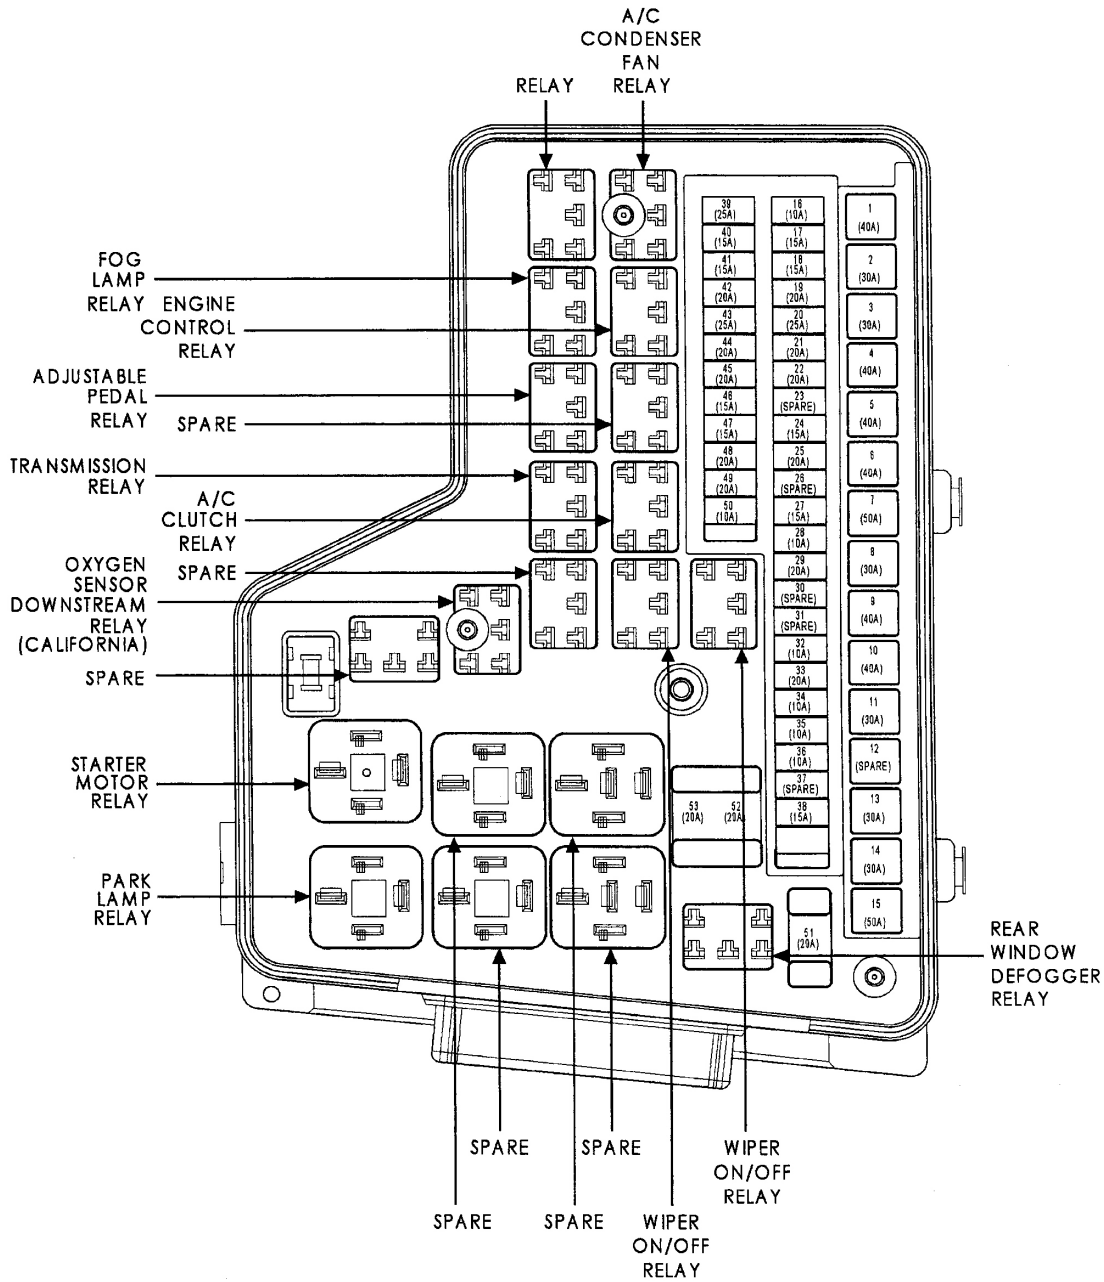 A/C
CONDENSER
FAN
RELAY
RELAY
FOG
LAMP
RELAY
ENGINE
CONTROL
RELAY
ADJUSTABLE
PEDAL
RELAY
SPARE
TRANSMISSION
RELAY
A/C
CLUTCH
RELAY
OXYGEN
SENSOR
DOWNSTREAM
RELAY
(CALIFORNIA)
SPARE
SPARE
STARTER
MOTOR
RELAY
PARK
LAMP
RELAY
39
(25A)
40
(15A)
41
(15A)
42
(20A)
43
(25A)
44
(20A)
45
(20A)
46
(15A)
47
(15A)
48
(20A)
49
(20A)
50
(10A)
16
(10A)
17
(15A)
18
(15A)
19
(20A)
20
(25A)
21
(20A)
22
(20A)
23
(SPARE)
24
(15A)
25
(20A)
26
(SPARE)
27
(15A)
28
(10A)
29
(20A)
30
(SPARE)
31
(SPARE)
32
(10A)
33
(20A)
34
(10A)
35
(10A)
36
(10A)
37
(SPARE)
38
(15A)
1
(40A)
2
(30A)
3
(30A)
4
(40A)
5
(40A)
6
(40A)
7
(50A)
8
(30A)
9
(40A)
10
(40A)
11
(30A)
12
(SPARE)
13
(30A)
14
(30A)
15
(50A)
53
(20A)
52
(20A)
51
(20A)
REAR
WINDOW
DEFOGGER
RELAY
SPARE
SPARE
WIPER
ON/OFF
RELAY
SPARE
SPARE
WIPER
ON/OFF
RELAY